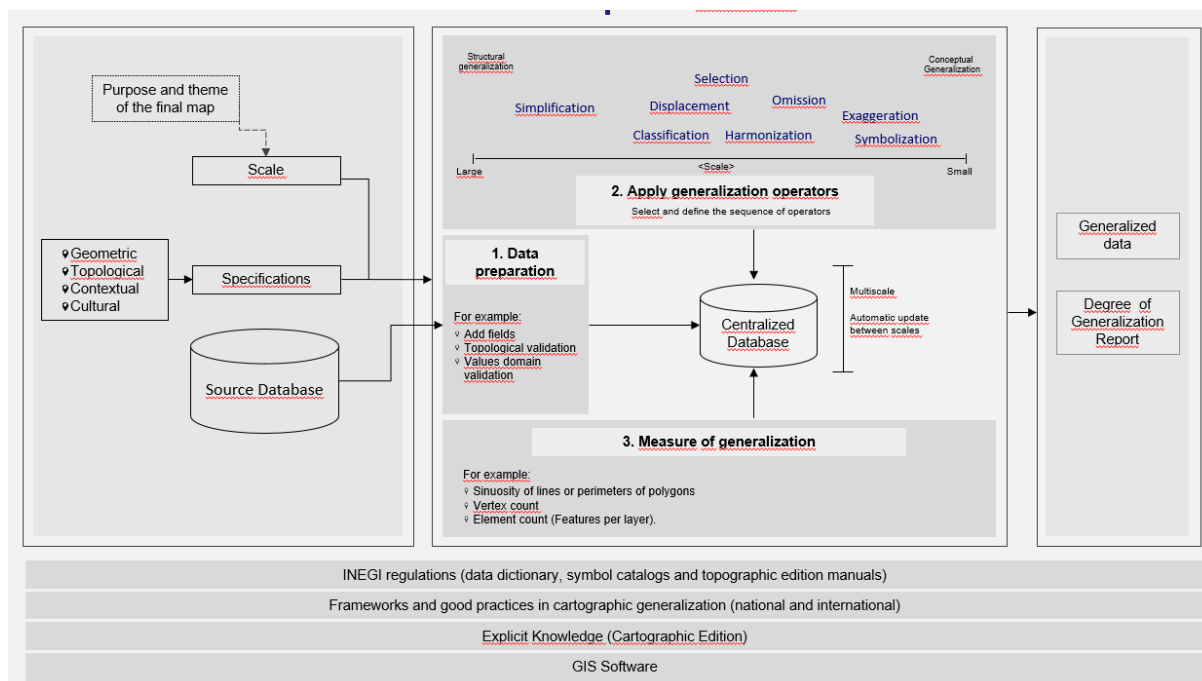 Purpose and theme
of the final map
Scale
Geometric
Topological
Contextual
Cultural
Specifications
Source Database
Structural
generalization
Conceptual
Generalization
Selection
Simplification
Displacement
Omission
Exaggeration
Classification
Harmonization
Symbolization
Large
<Scale>
Small
2. Apply generalization operators
Select and define the sequence of operators
1. Data
preparation
For example:
Add fields
Topological validation
Values domain
validation
Centralized
Database
Multiscale
Automatic update
between scales
3. Measure of generalization
For example:
Sinuosity of lines or perimeters of polygons
Vertex count
Element count (Features per layer).
Generalized
data
Degree of
Generalization
Report
INEGI regulations (data dictionary, symbol catalogs and topographic edition manuals)
Frameworks and good practices in cartographic generalization (national and international)
Explicit Knowledge (Cartographic Edition)
GIS Software